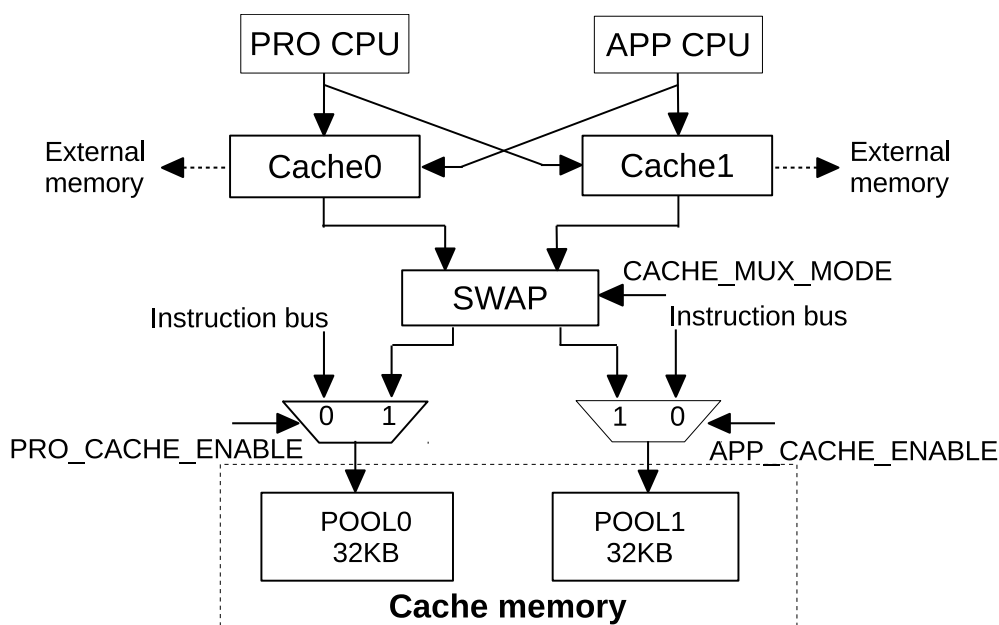 PRO CPU
APP CPU
External
memory
Cache0
Cache1
External
memory
SWAP
CACHE_MUX_MODE
Instruction bus
Instruction bus
0 1
1 0
PRO_CACHE_ENABLE
APP_CACHE_ENABLE
POOL0
32KB
POOL1
32KB
Cache memory